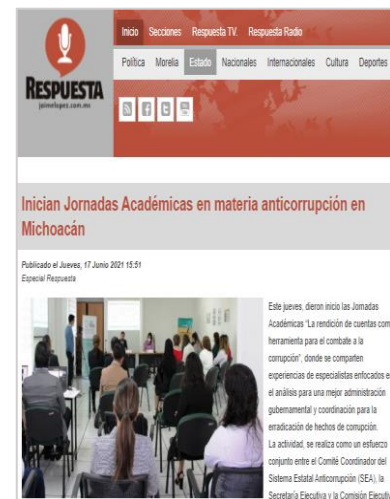 Inicio Secciones Respuesta TV. Respuesta Radio
RESPUESTA
jaimelopez.com.mx
Política Morelia Estado Nacionales Internacionales Cultura Deportes
Inician Jornadas Académicas en materia anticorrupción en
Michoacán
Publicado el Jueves, 17 Junio 2021 15:51
Especial Respuesta
Este jueves, dieron inicio las Jornadas
Académicas "La rendición de cuentas com
herramienta para el combate a la
corrupción", donde se comparten
experiencias de especialistas enfocados e
el análisis para una mejor administración
gubernamental y coordinación para la
erradicación de hechos de corrupción.
La actividad, se realiza como un esfuerzo
conjunto entre el Comité Coordinador del
Sistema Estatal Anticorrupción (SEA), la
Secretaría Ejecutiva y la Comisión Ejecut